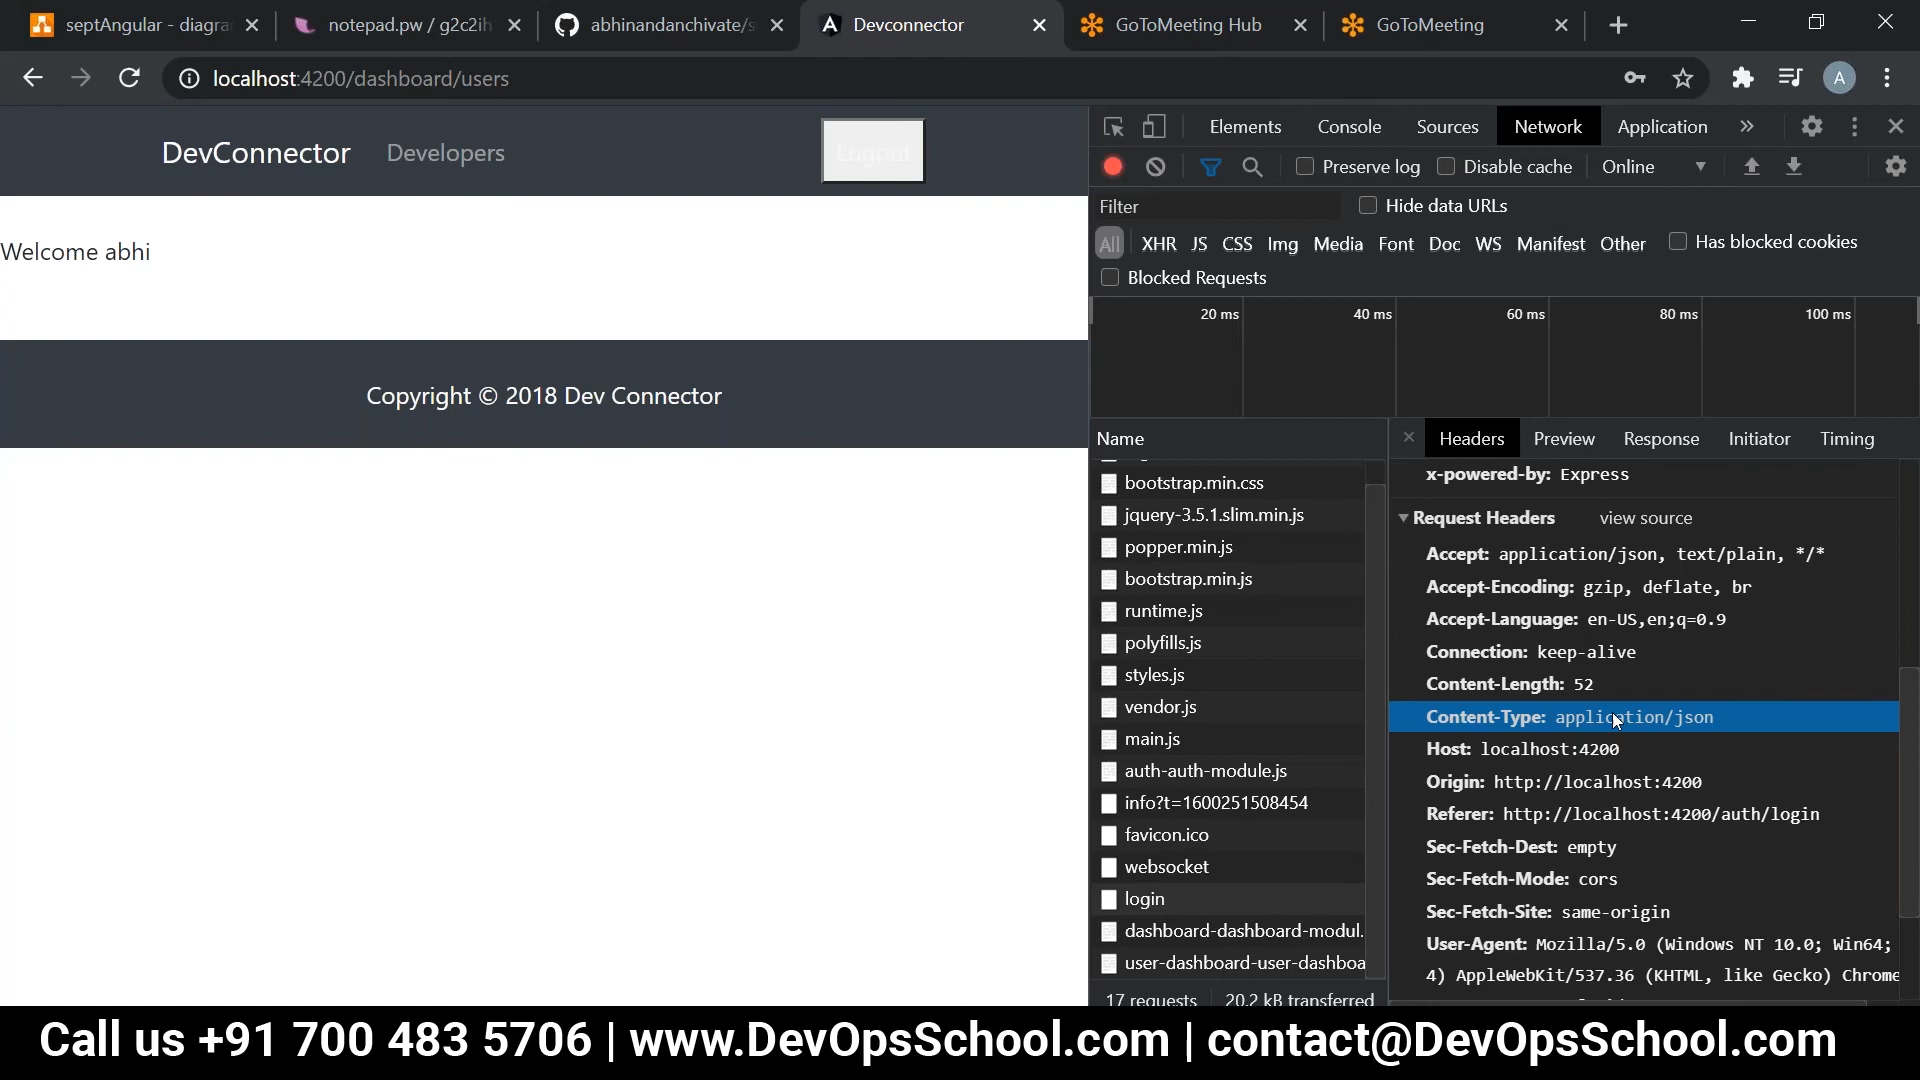 septAngular - diagra
notepad.pw / g2c2ih
abhinandanchivate/s
Devconnector
GoToMeeting Hub
GoToMeeting
localhost:4200/dashboard/users
A
DevConnector
Developers
Logout
Welcome abhi
Copyright © 2018 Dev Connector
Elements
Console
Sources
Network
Application
Preserve log
Disable cache
Online
Filter
Hide data URLs
All
XHR
JS
CSS
Img
Media
Font
Doc
WS
Manifest
Other
Has blocked cookies
Blocked Requests
20 ms
40 ms
60 ms
80 ms
100 ms
Name
bootstrap.min.css
jquery-3.5.1.slim.min.js
popper.min.js
bootstrap.min.js
runtime.js
polyfills.js
styles.js
vendor.js
main.js
auth-auth-module.js
info?t=1600251508454
favicon.ico
websocket
login
dashboard-dashboard-modul.
user-dashboard-user-dashboa
17 requests
20.2 kB transferred
Headers
Preview
Response
Initiator
Timing
x-powered-by: Express
Request Headers
view source
Accept: application/json, text/plain, */*
Accept-Encoding: gzip, deflate, br
Accept-Language: en-US,en;q=0.9
Connection: keep-alive
Content-Length: 52
Content-Type: application/json
Host: localhost:4200
Origin: http://localhost:4200
Referer: http://localhost:4200/auth/login
Sec-Fetch-Dest: empty
Sec-Fetch-Mode: cors
Sec-Fetch-Site: same-origin
User-Agent: Mozilla/5.0 (Windows NT 10.0; Win64;
4) AppleWebKit/537.36 (KHTML, like Gecko) Chrome
Call us +91 700 483 5706 | www.DevOpsSchool.com | contact@DevOpsSchool.com